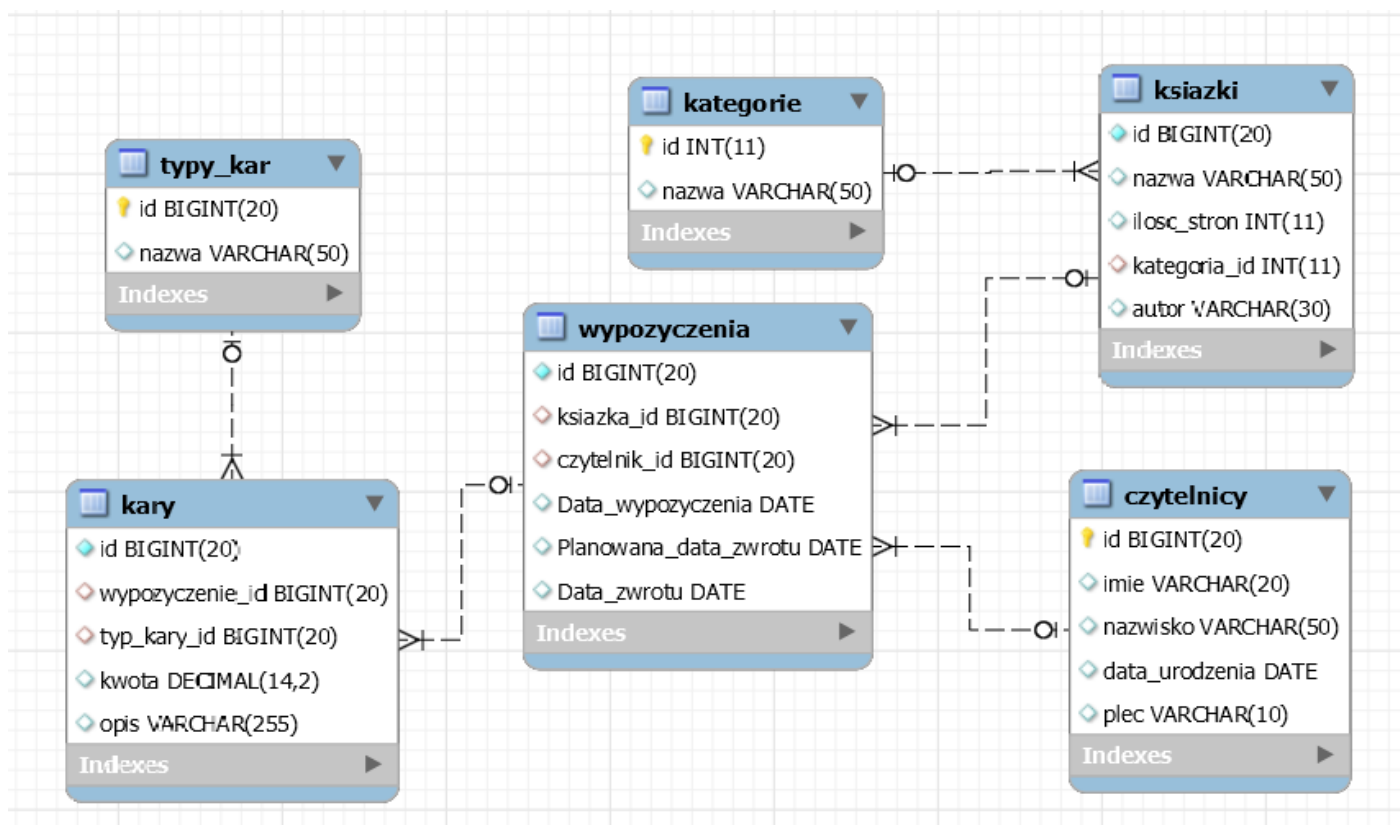 typy_kar
id BIGINT(20)
nazwa VARCHAR(50)
Indexes
kategorie
id INT(11)
nazwa VARCHAR(50)
Indexes
ksiazki
id BIGINT(20)
nazwa VARCHAR(50)
ilosc_stron INT(11)
kategoria_id INT(11)
autor VARCHAR(30)
Indexes
wypozyczenia
id BIGINT(20)
ksiazka_id BIGINT(20)
czytelnik_id BIGINT(20)
Data_wypozyczenia DATE
Planowana_data_zwrotu DATE
Data_zwrotu DATE
Indexes
kary
id BIGINT(20)
wypozyczenie_id BIGINT(20)
typ_kary_id BIGINT(20)
kwota DECIMAL(14,2)
opis VARCHAR(255)
Indexes
czytelnicy
id BIGINT(20)
imie VARCHAR(20)
nazwisko VARCHAR(50)
data_urodzenia DATE
plec VARCHAR(10)
Indexes